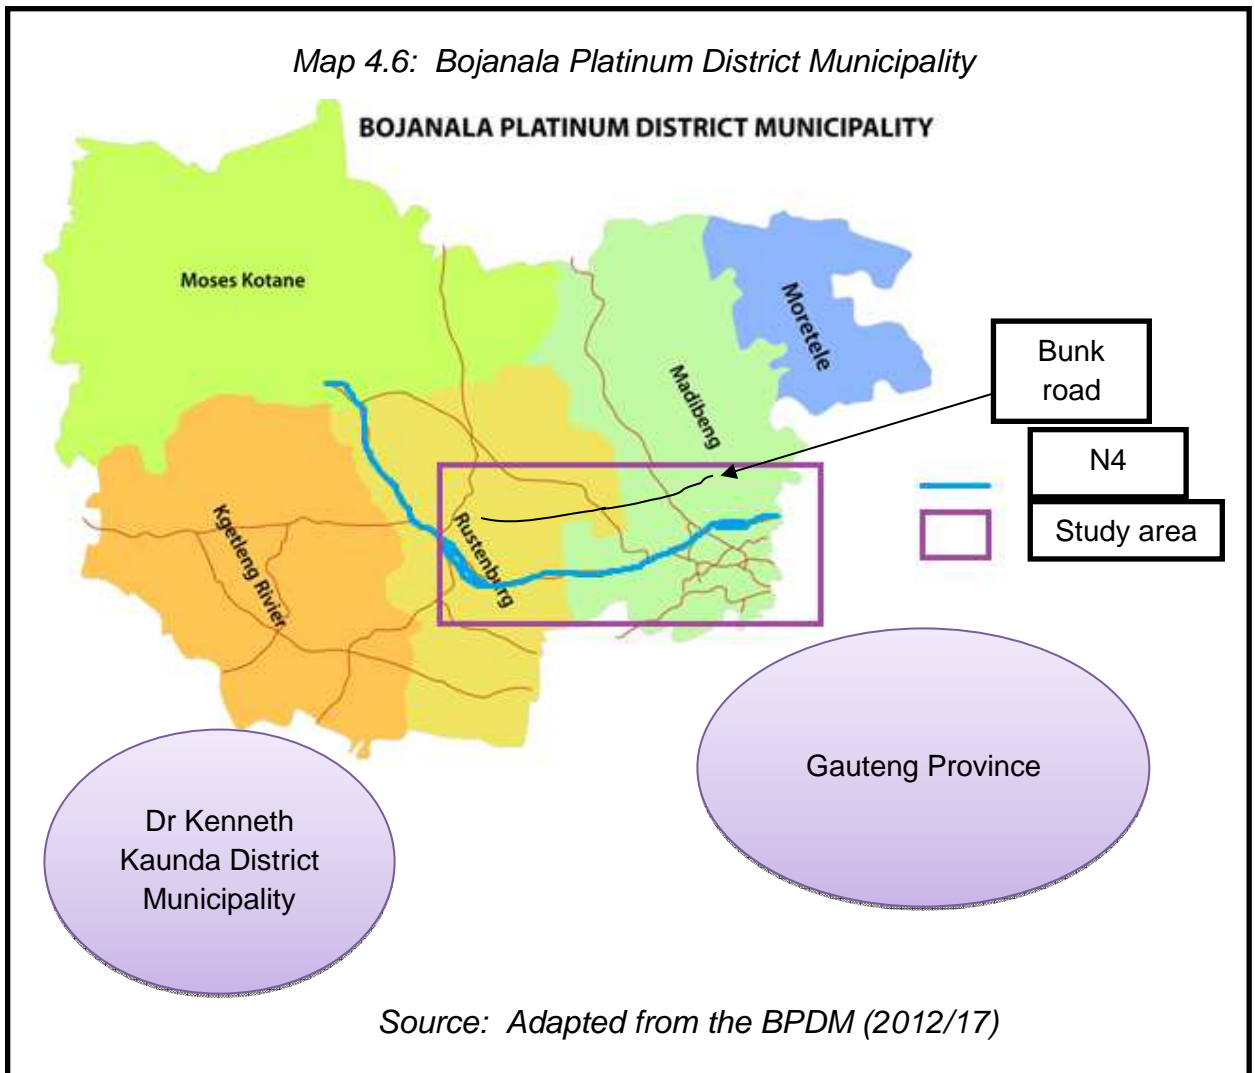 Map 4.6: Bojanala Platinum District Municipality
BOJANALA PLATINUM DISTRICT MUNICIPALITY
Moses Kotane
Moretele
Madibeng
Bunk
road
N4
Study area
Kgetleng Rivier
Rustenburg
Gauteng Province
Dr Kenneth
Kaunda District
Municipality
Source: Adapted from the BPDM (2012/17)